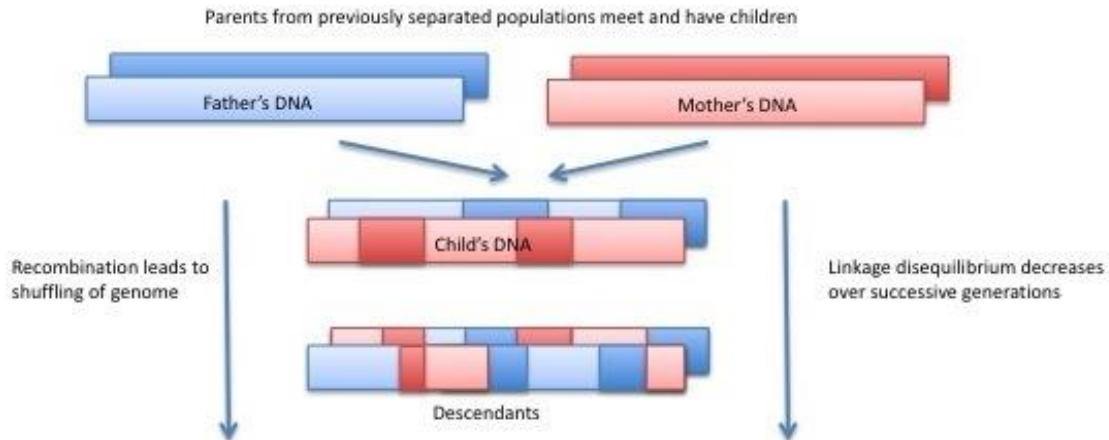 Parents from previously separated populations meet and have children
Father's DNA
Mother's DNA
Child's DNA
Recombination leads to
shuffling of genome
Linkage disequilibrium decreases
over successive generations
Descendants